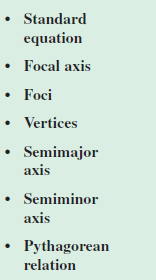 • Standard
equation
• Focal axis
• Foci
• Vertices
• Semimajor
axis
• Semiminor
axis
• Pythagorean
relation